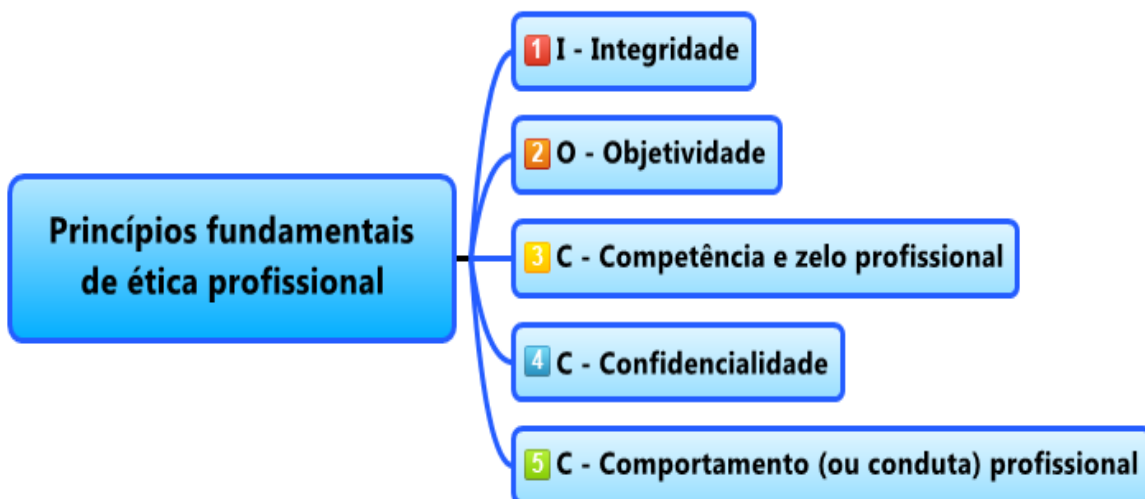 Princípios fundamentais
de ética profissional
1 I - Integridade
2 O - Objetividade
3 C - Competência e zelo profissional
4 C - Confidencialidade
5 C - Comportamento (ou conduta) profissional